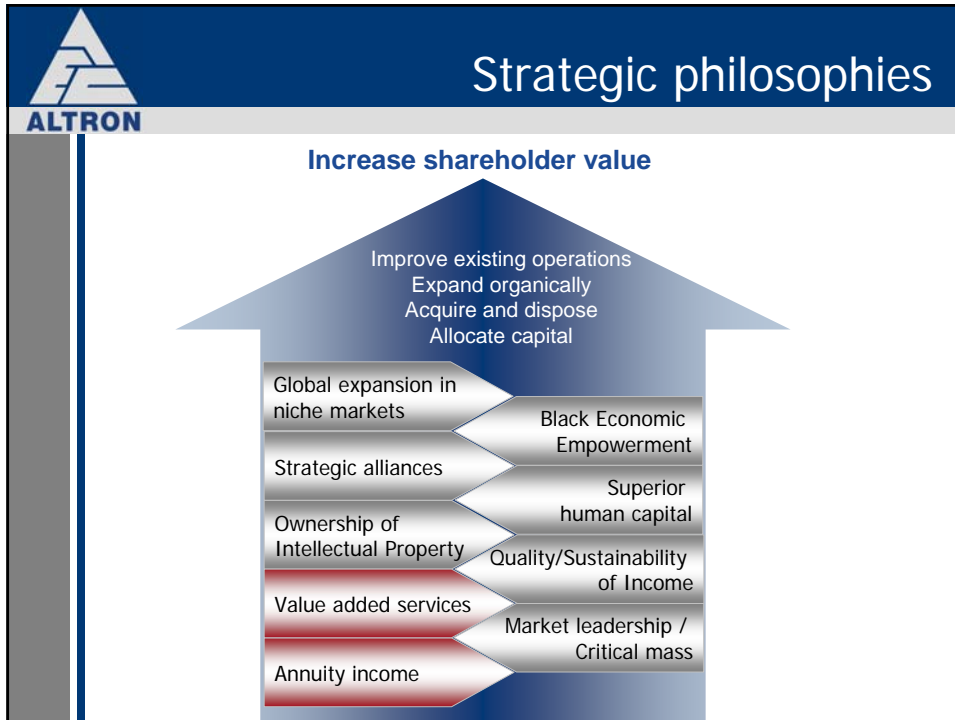 ALTRON
Strategic philosophies
Increase shareholder value
Improve existing operations
Expand organically
Acquire and dispose
Allocate capital
Global expansion in
niche markets
Strategic alliances
Ownership of
Intellectual Property
Value added services
Annuity income
Black Economic
Empowerment
Superior
human capital
Quality/Sustainability
of Income
Market leadership /
Critical mass